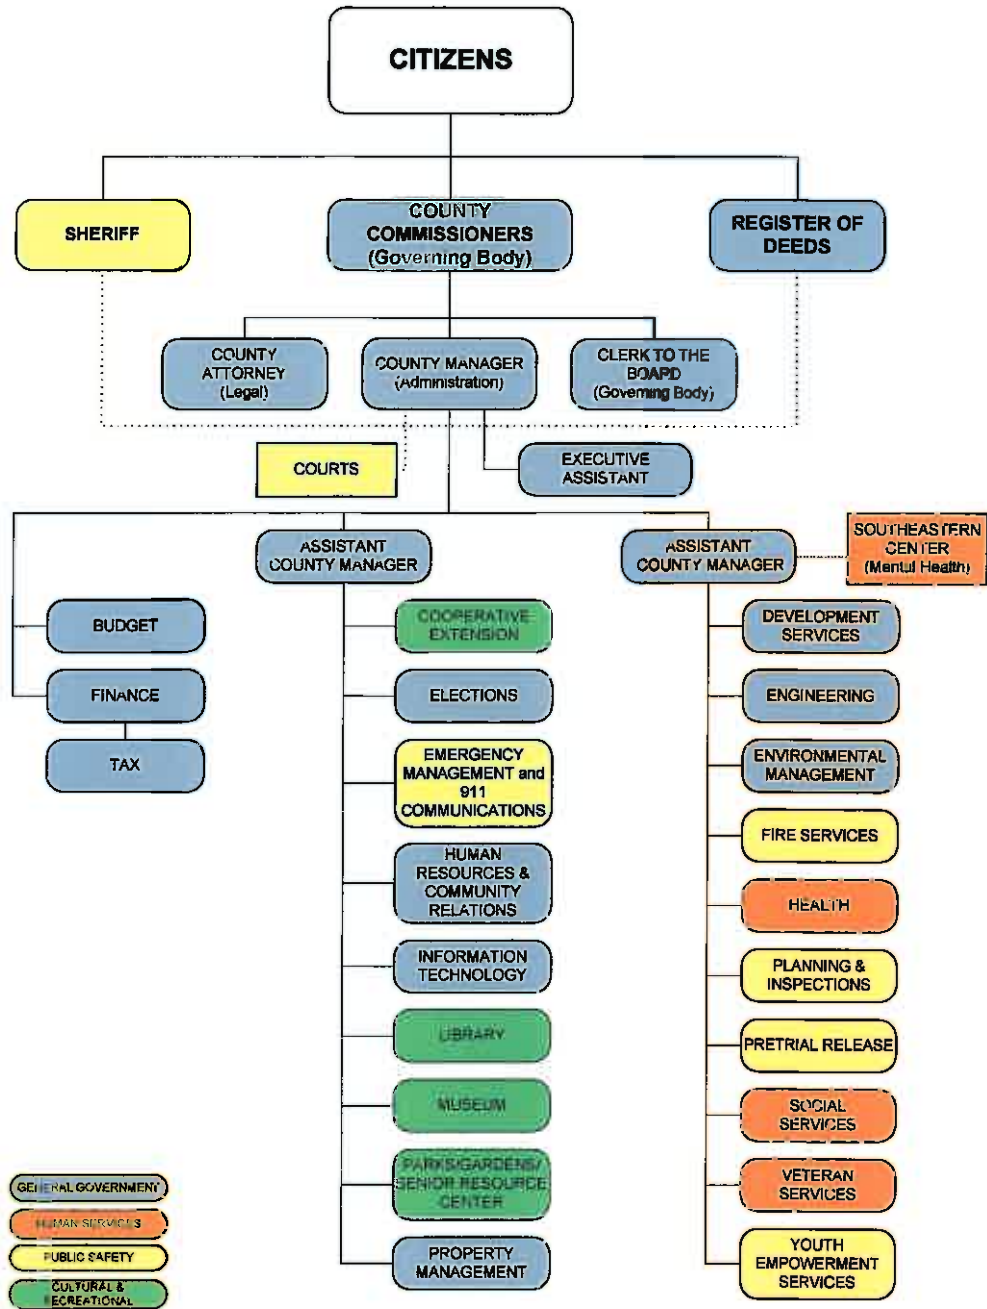 CITIZENS
SHERIFF
COUNTY
COMMISSIONERS
(Governing Body)
REGISTER OF
DEEDS
COUNTY
ATTORNEY
(Legal)
COUNTY MANAGER
(Administration)
CLERK TO THE
BOARD
(Governing Body)
COURTS
EXECUTIVE
ASSISTANT
ASSISTANT
COUNTY MANAGER
ASSISTANT
COUNTY MANAGER
SOUTHEASTERN
CENTER
(Mental Health)
BUDGET
FINANCE
TAX
COOPERATIVE
EXTENSION
ELECTIONS
EMERGENCY
MANAGEMENT and
911
COMMUNICATIONS
HUMAN
RESOURCES &
COMMUNITY
RELATIONS
INFORMATION
TECHNOLOGY
LIBRARY
MUSEUM
PARKS/GARDENS/
SENIOR RESOURCE
CENTER
PROPERTY
MANAGEMENT
DEVELOPMENT
SERVICES
ENGINEERING
ENVIRONMENTAL
MANAGEMENT
FIRE SERVICES
HEALTH
PLANNING &
INSPECTIONS
PRETRIAL RELEASE
SOCIAL
SERVICES
VETERAN
SERVICES
YOUTH
EMPOWERMENT
SERVICES
GENERAL GOVERNMENT
HUMAN SERVICES
PUBLIC SAFETY
CULTURAL &
RECREATIONAL